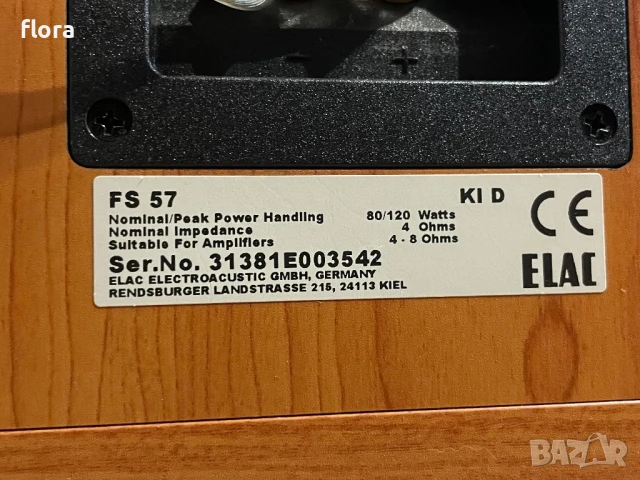 flora
- +
FS 57 KI D
Nominal/Peak Power Handling 80/120 Watts
Nominal Impedance 4 Ohms
Suitable For Amplifiers 4 - 8 Ohms
Ser.No. 31381E003542
ELAC ELECTROACUSTIC GMBH, GERMANY
RENDSBURGER LANDSTRASSE 215, 24113 KIEL
CE
ELAC
BAZAR